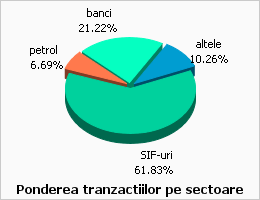 banci
21.22%
altele
10.26%
petrol
6.69%
SIF-uri
61.83%
Ponderea tranzactiilor pe sectoare